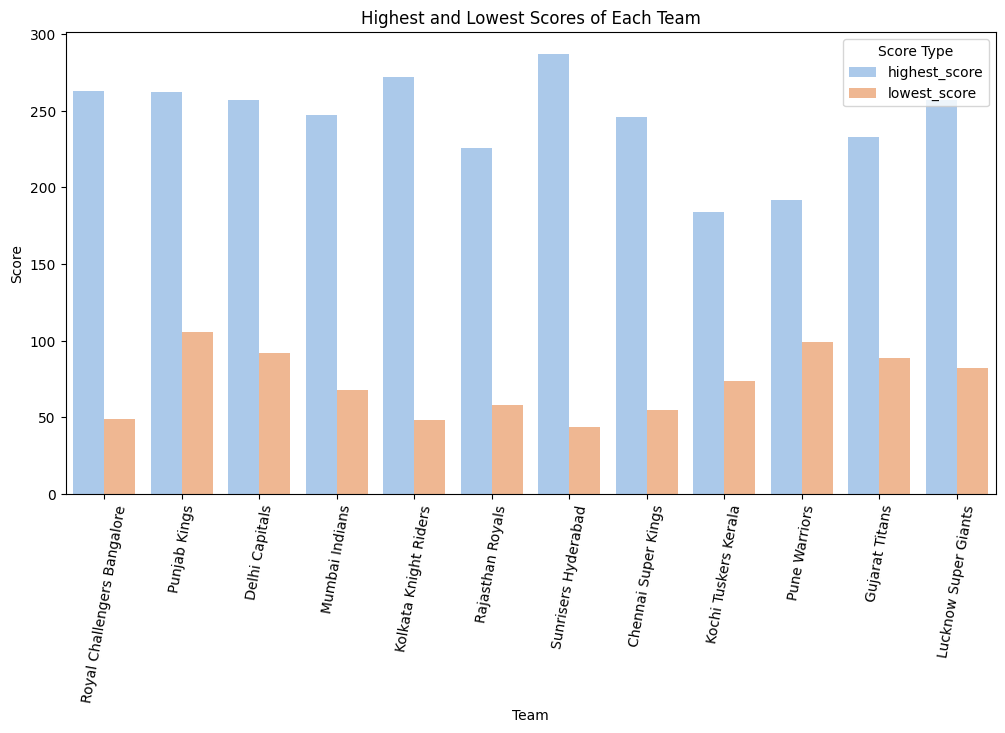 Highest and Lowest Scores of Each Team
Score Type
highest_score
lowest_score
300
250
200
150
100
50
0
Score
Royal Challengers Bangalore
Punjab Kings
Delhi Capitals
Mumbai Indians
Kolkata Knight Riders
Rajasthan Royals
Sunrisers Hyderabad
Chennai Super Kings
Kochi Tuskers Kerala
Pune Warriors
Gujarat Titans
Lucknow Super Giants
Team